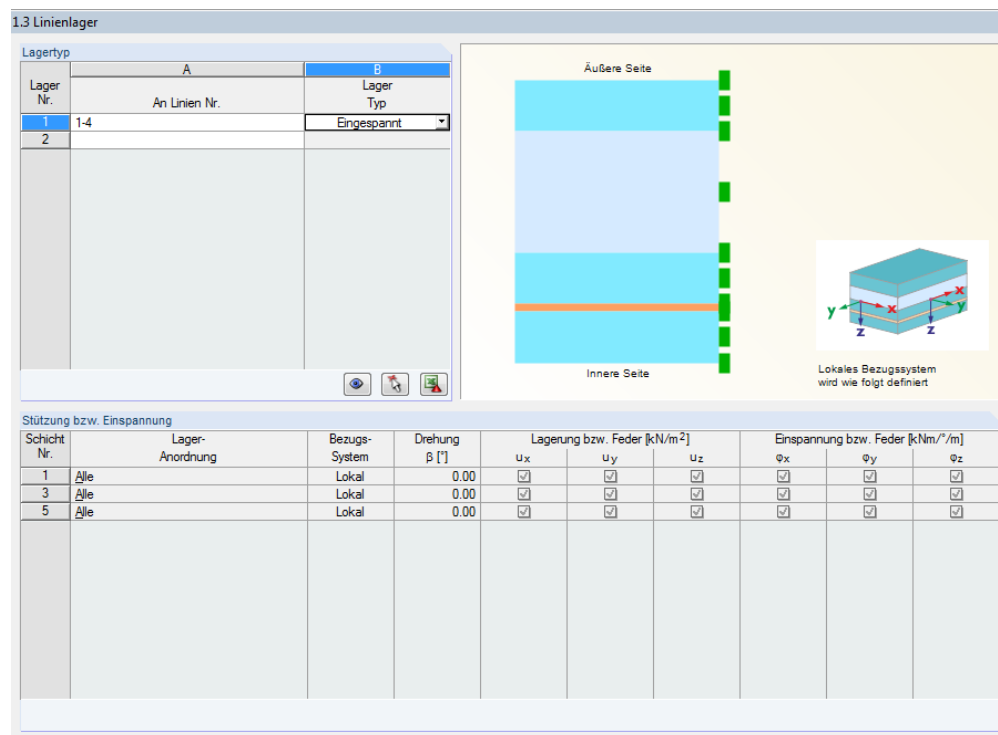 1.3 Linienlager
Lagertyp
A B
Lager Nr. An Linien Nr. Lager Typ
1 1-4 Eingespannt
2
Äußere Seite
Innere Seite
y x z x y z
Lokales Bezugssystem
wird wie folgt definiert
Stützung bzw. Einspannung
Schicht Lager- Bezugs- Drehung Lagerung bzw. Feder [kN/m²] Einspannung bzw. Feder [kNm/°/m]
Nr. Anordnung System β [°] ux uy uz φx φy φz
1 Alle Lokal 0.00
3 Alle Lokal 0.00
5 Alle Lokal 0.00